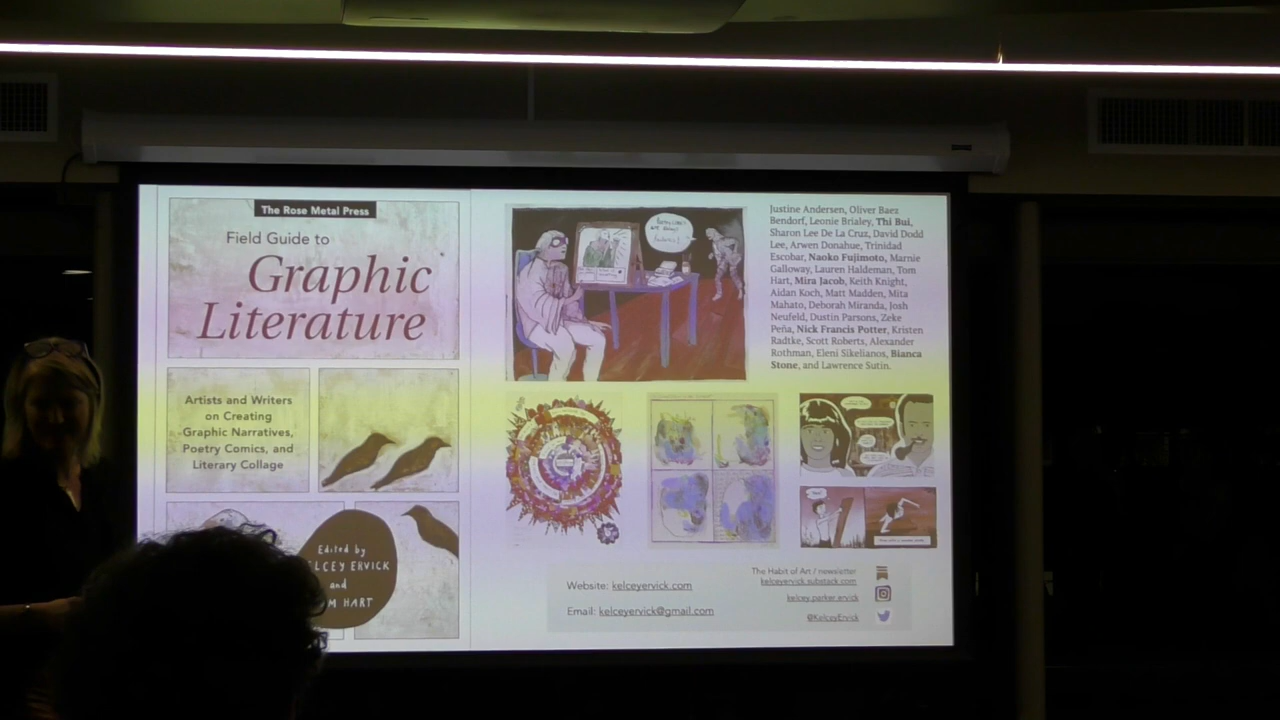 The Rose Metal Press
Field Guide to
Graphic
Literature
Artists and Writers
on Creating
Graphic Narratives,
Poetry Comics, and
Literary Collage
Edited by
LCEY ERVICK
and
M HART
Justine Andersen, Oliver Baez
Bendorf, Leonie Brialey, Thi Bui,
Sharon Lee De La Cruz, David Dodd
Lee, Arwen Donahue, Trinidad
Escobar, Naoko Fujimoto, Marnie
Galloway, Lauren Haldeman, Tom
Hart, Mira Jacob, Keith Knight,
Aidan Koch, Matt Madden, Mita
Mahato, Deborah Miranda, Josh
Neufeld, Dustin Parsons, Zeke
Peña, Nick Francis Potter, Kristen
Radtke, Scott Roberts, Alexander
Rothman, Eleni Sikelianos, Bianca
Stone, and Lawrence Sutin.
Website: kelceyervick.com
Email: kelceyervick@gmail.com
The Habit of Art / newsletter
kelceyervick.substack.com
kelcey.parker.ervick
@KelceyErvick